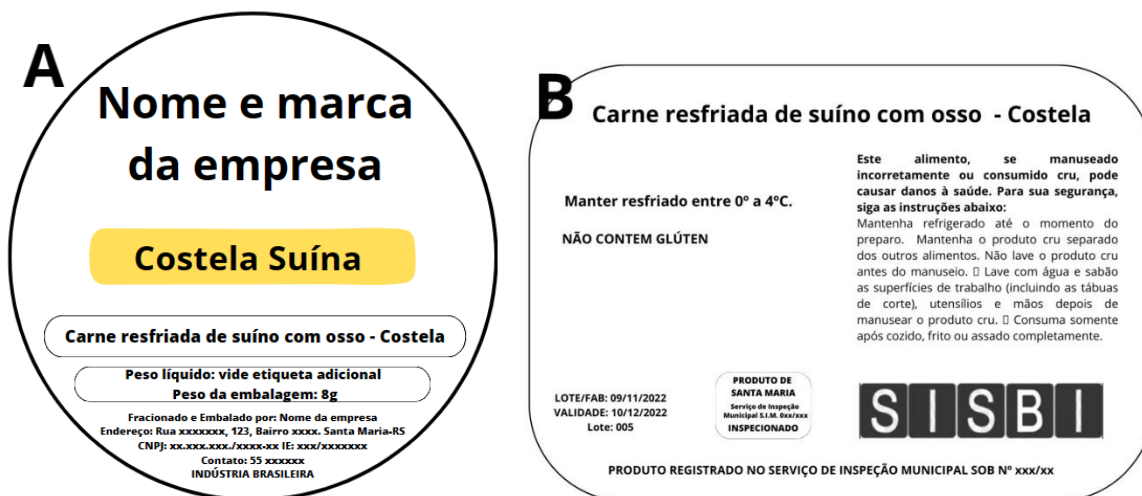 A
Nome e marca
da empresa
Costela Suína
Carne resfriada de suíno com osso - Costela
Peso líquido: vide etiqueta adicional
Peso da embalagem: 8g
Fracionado e Embalado por: Nome da empresa
Endereço: Rua xxxxxxx, 123, Bairro xxxx. Santa Maria-RS
CNPJ: xx.xxx.xxx./xxxx-xx IE: xxx/xxxxxxx
Contato: 55 xxxxxx
INDÚSTRIA BRASILEIRA
B
Carne resfriada de suíno com osso - Costela
Manter resfriado entre 0º a 4ºC.
NÃO CONTEM GLÚTEN
Este alimento, se manuseado
incorretamente ou consumido cru, pode
causar danos à saúde. Para sua segurança,
siga as instruções abaixo:
Mantenha refrigerado até o momento do
preparo. Mantenha o produto cru separado
dos outros alimentos. Não lave o produto cru
antes do manuseio. ▯ Lave com água e sabão
as superfícies de trabalho (incluindo as tábuas
de corte), utensílios e mãos depois de
manusear o produto cru. ▯ Consuma somente
após cozido, frito ou assado completamente.
LOTE/FAB: 09/11/2022
VALIDADE: 10/12/2022
Lote: 005
PRODUTO DE
SANTA MARIA
Serviço de Inspeção
Municipal S.I.M. 0xx/xxx
INSPECIONADO
SISBI
PRODUTO REGISTRADO NO SERVIÇO DE INSPEÇÃO MUNICIPAL SOB Nº xxx/xx